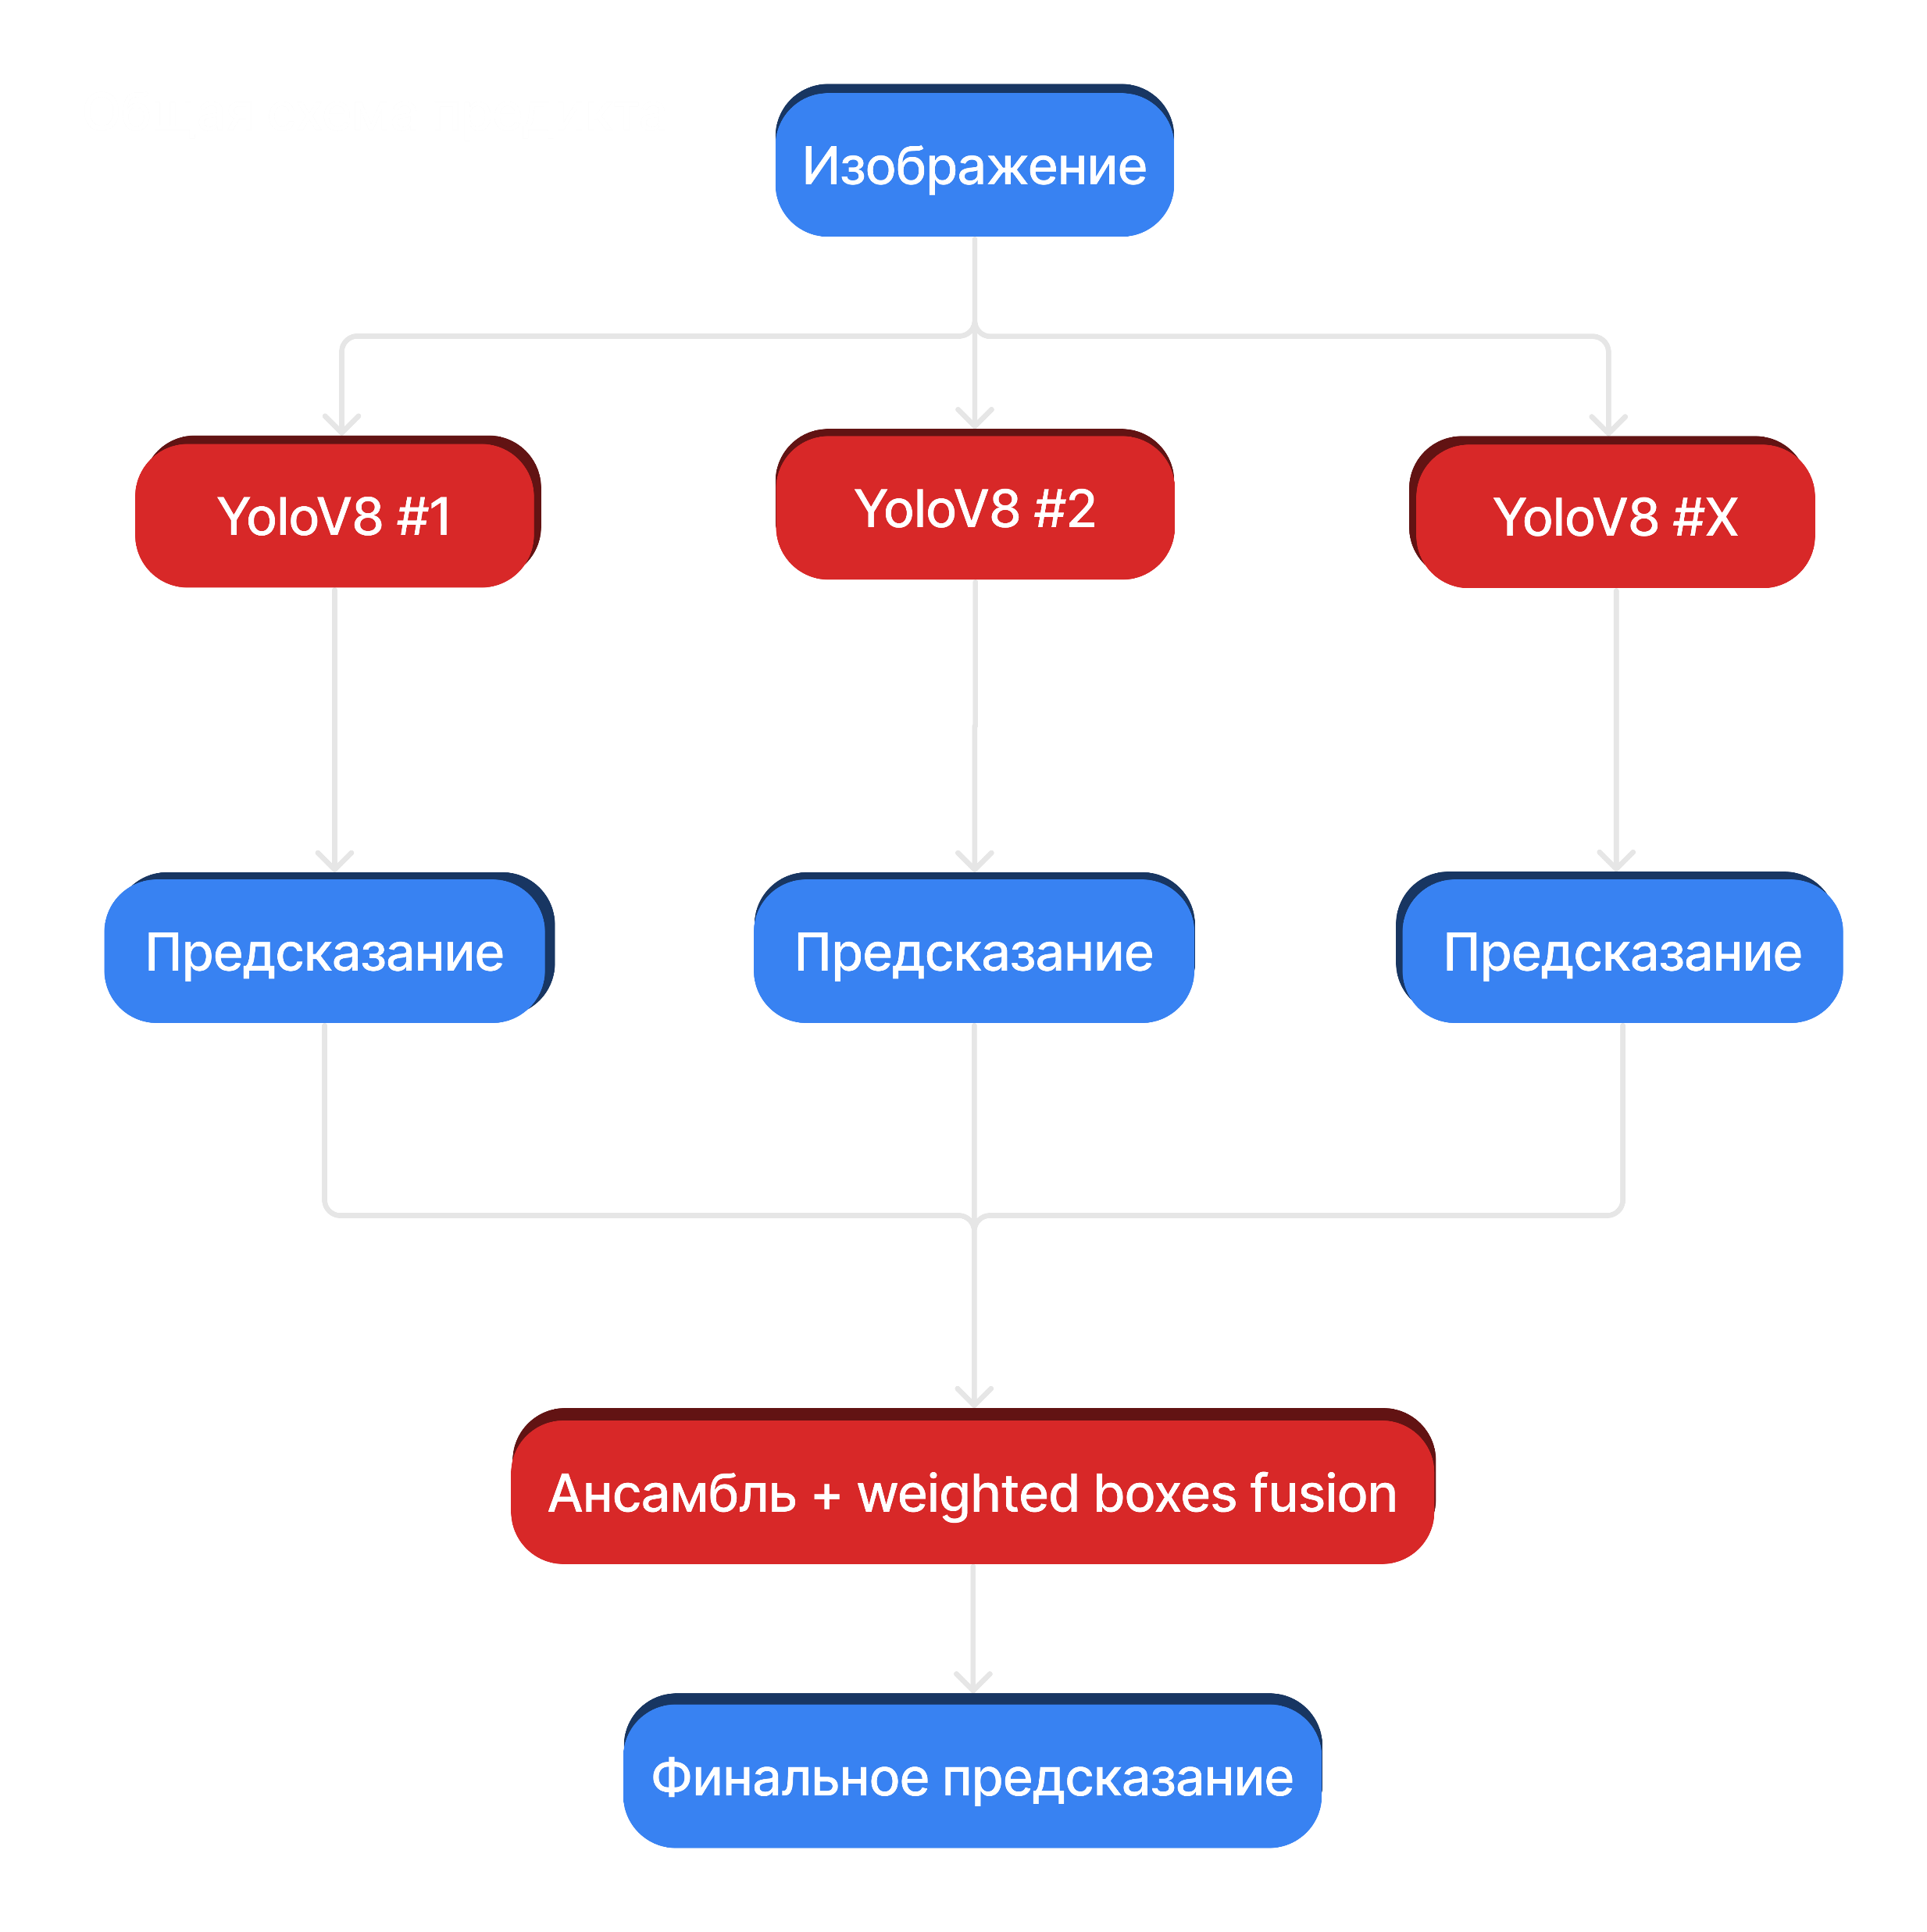 Изображение
YoloV8 #1
YoloV8 #2
YoloV8 #X
Предсказание
Предсказание
Предсказание
Ансамбль + weighted boxes fusion
Финальное предсказание